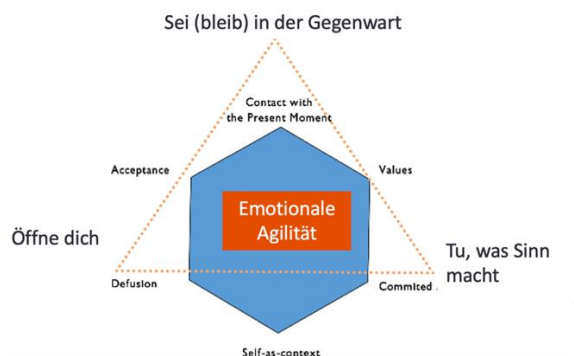 Sei (bleib) in der Gegenwart
Contact with
the Present Moment
Acceptance
Values
Emotionale
Agilität
Öffne dich
Tu, was Sinn
macht
Defusion
Commited
Self-as-context